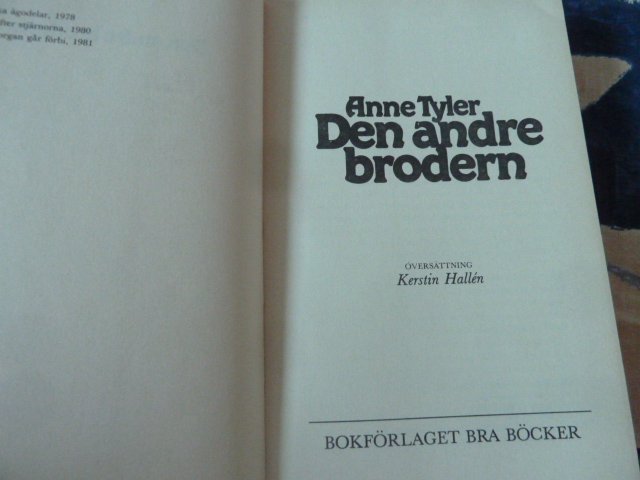 ägodelar, 1978
stjärnorna, 1980
går förbi, 1981
Anne Tyler
Den andre
brodern
ÖVERSÄTTNING
Kerstin Hallén
BOKFÖRLAGET BRA BÖCKER